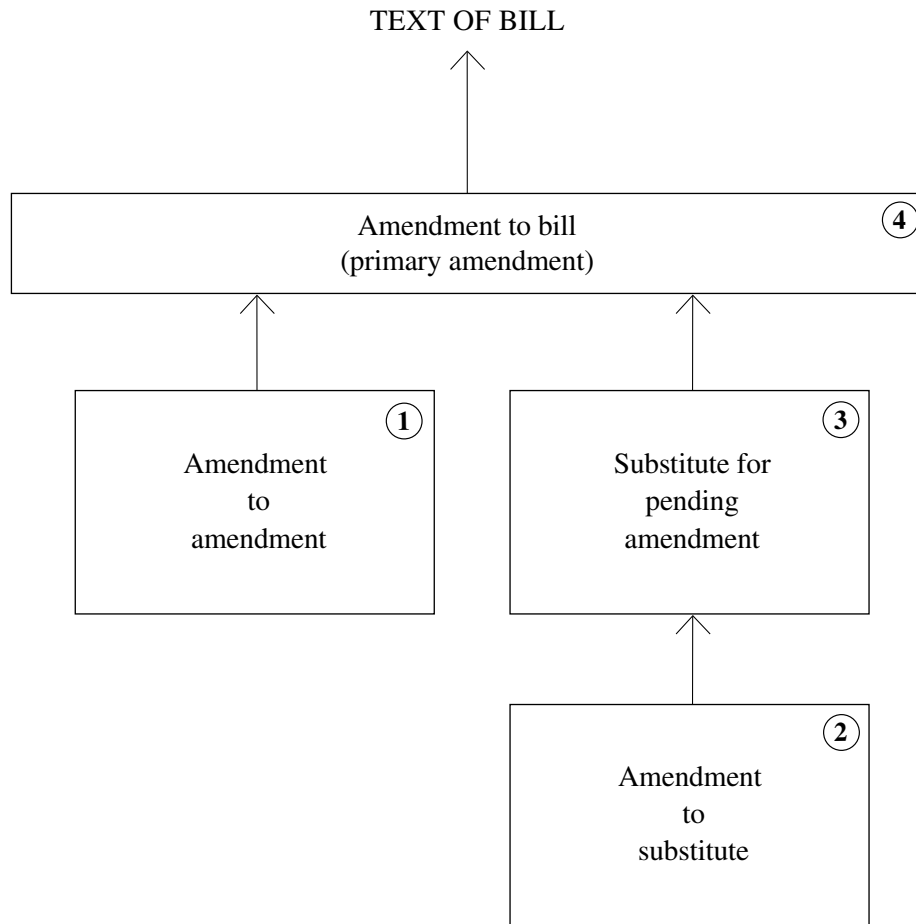 TEXT OF BILL
4
Amendment to bill
(primary amendment)
1
Amendment
to
amendment
3
Substitute for
pending
amendment
2
Amendment
to
substitute